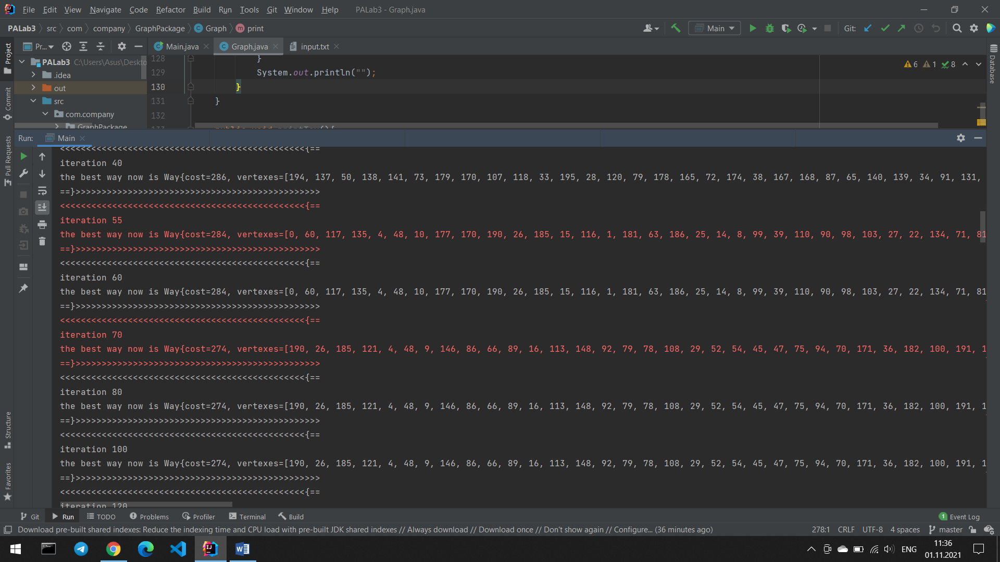 File Edit View Navigate Code Refactor Build Run Tools Git Window Help PALab3 - Graph.java
PALab3 src com company GraphPackage Graph print Main Git:
Project
Pr... Main.java Graph.java input.txt
PALab3 C:\Users\Asus\Deskto
.idea
out
src
com.company
GraphPackage
128 }
129 System.out.println("");
130 }
131 }
132
6 1 8
Database
Commit
Pull Requests
Structure
Favorites
Run: Main
<<<<<<<<<<<<<<<<<<<<<<<<<<<<<<<<<<<<<<<<<<<<<<<{==
iteration 40
the best way now is Way{cost=286, vertexes=[194, 137, 50, 138, 141, 73, 179, 170, 107, 118, 33, 195, 28, 120, 79, 178, 165, 72, 174, 38, 167, 168, 87, 65, 140, 139, 34, 91, 131,
==}>>>>>>>>>>>>>>>>>>>>>>>>>>>>>>>>>>>>>>>>>>>>>>>
<<<<<<<<<<<<<<<<<<<<<<<<<<<<<<<<<<<<<<<<<<<<<<<{==
iteration 55
the best way now is Way{cost=284, vertexes=[0, 60, 117, 135, 4, 48, 10, 177, 170, 190, 26, 185, 15, 116, 1, 181, 63, 186, 25, 14, 8, 99, 39, 110, 90, 98, 103, 27, 22, 134, 71, 81
==}>>>>>>>>>>>>>>>>>>>>>>>>>>>>>>>>>>>>>>>>>>>>>>>
<<<<<<<<<<<<<<<<<<<<<<<<<<<<<<<<<<<<<<<<<<<<<<<{==
iteration 60
the best way now is Way{cost=284, vertexes=[0, 60, 117, 135, 4, 48, 10, 177, 170, 190, 26, 185, 15, 116, 1, 181, 63, 186, 25, 14, 8, 99, 39, 110, 90, 98, 103, 27, 22, 134, 71, 81
==}>>>>>>>>>>>>>>>>>>>>>>>>>>>>>>>>>>>>>>>>>>>>>>>
<<<<<<<<<<<<<<<<<<<<<<<<<<<<<<<<<<<<<<<<<<<<<<<{==
iteration 70
the best way now is Way{cost=274, vertexes=[190, 26, 185, 121, 4, 48, 9, 146, 86, 66, 89, 16, 113, 148, 92, 79, 78, 108, 29, 52, 54, 45, 47, 75, 94, 70, 171, 36, 182, 100, 191, 1
==}>>>>>>>>>>>>>>>>>>>>>>>>>>>>>>>>>>>>>>>>>>>>>>>
<<<<<<<<<<<<<<<<<<<<<<<<<<<<<<<<<<<<<<<<<<<<<<<{==
iteration 80
the best way now is Way{cost=274, vertexes=[190, 26, 185, 121, 4, 48, 9, 146, 86, 66, 89, 16, 113, 148, 92, 79, 78, 108, 29, 52, 54, 45, 47, 75, 94, 70, 171, 36, 182, 100, 191, 1
==}>>>>>>>>>>>>>>>>>>>>>>>>>>>>>>>>>>>>>>>>>>>>>>>
<<<<<<<<<<<<<<<<<<<<<<<<<<<<<<<<<<<<<<<<<<<<<<<{==
iteration 100
the best way now is Way{cost=274, vertexes=[190, 26, 185, 121, 4, 48, 9, 146, 86, 66, 89, 16, 113, 148, 92, 79, 78, 108, 29, 52, 54, 45, 47, 75, 94, 70, 171, 36, 182, 100, 191, 1
==}>>>>>>>>>>>>>>>>>>>>>>>>>>>>>>>>>>>>>>>>>>>>>>>
<<<<<<<<<<<<<<<<<<<<<<<<<<<<<<<<<<<<<<<<<<<<<<<{==
iteration 120
Git Run TODO Problems Profiler Terminal Build 1 Event Log
Download pre-built shared indexes: Reduce the indexing time and CPU load with pre-built JDK shared indexes // Always download // Download once // Don't show again // Configure... (36 minutes ago) 278:1 CRLF UTF-8 4 spaces master
ENG 11:36
01.11.2021